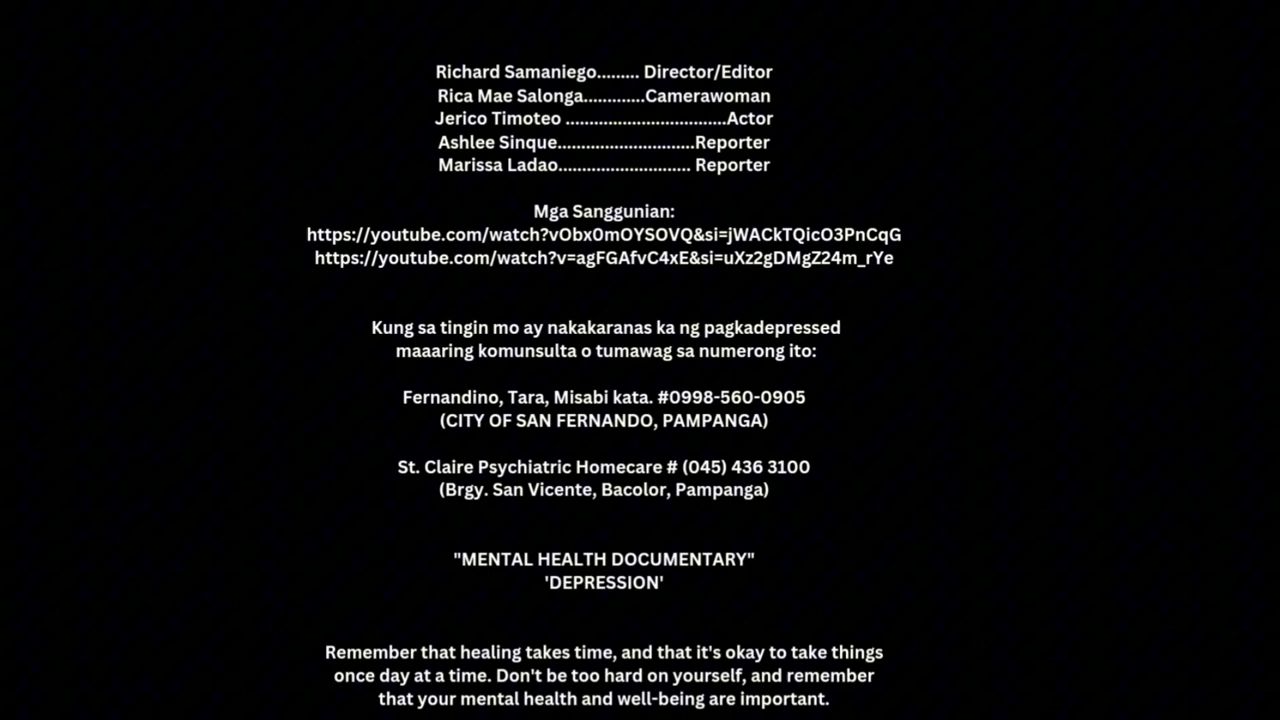 Richard Samaniego......... Director/Editor
Rica Mae Salonga.............Camerawoman
Jerico Timoteo ..................................Actor
Ashlee Sinque.............................Reporter
Marissa Ladao............................ Reporter
Mga Sanggunian:
https://youtube.com/watch?vObx0mOYSOVQ&si=jWACkTQicO3PnCqG
https://youtube.com/watch?v=agFGAfvC4xE&si=uXz2gDMgZ24m_rYe
Kung sa tingin mo ay nakakaranas ka ng pagkadepressed
maaaring komunsulta o tumawag sa numerong ito:
Fernandino, Tara, Misabi kata. #0998-560-0905
(CITY OF SAN FERNANDO, PAMPANGA)
St. Claire Psychiatric Homecare # (045) 436 3100
(Brgy. San Vicente, Bacolor, Pampanga)
"MENTAL HEALTH DOCUMENTARY"
'DEPRESSION'
Remember that healing takes time, and that it's okay to take things
once day at a time. Don't be too hard on yourself, and remember
that your mental health and well-being are important.